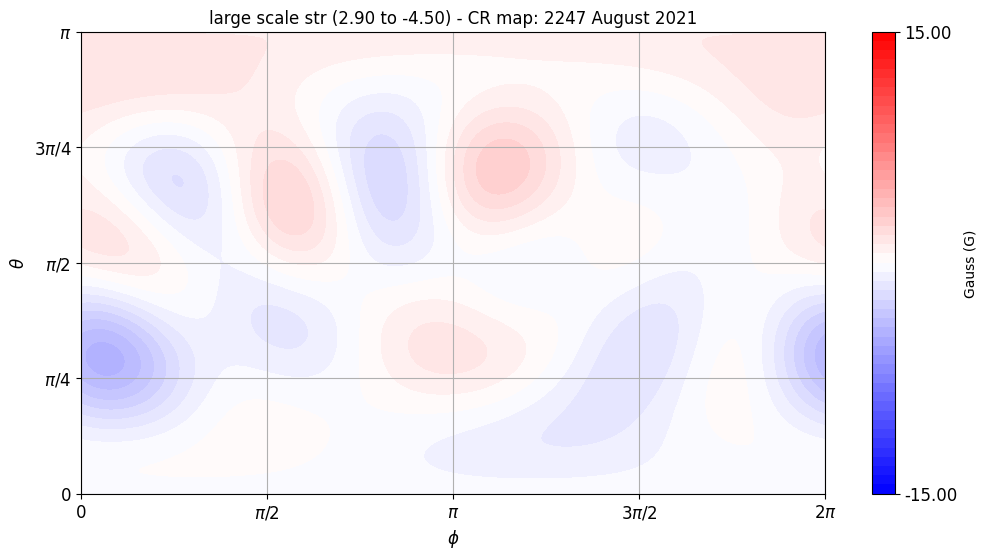 large scale str (2.90 to -4.50) - CR map: 2247 August 2021
π
3π/4
π/2
π/4
0
θ
0
π/2
π
3π/2
2π
ϕ
15.00
-15.00
Gauss (G)